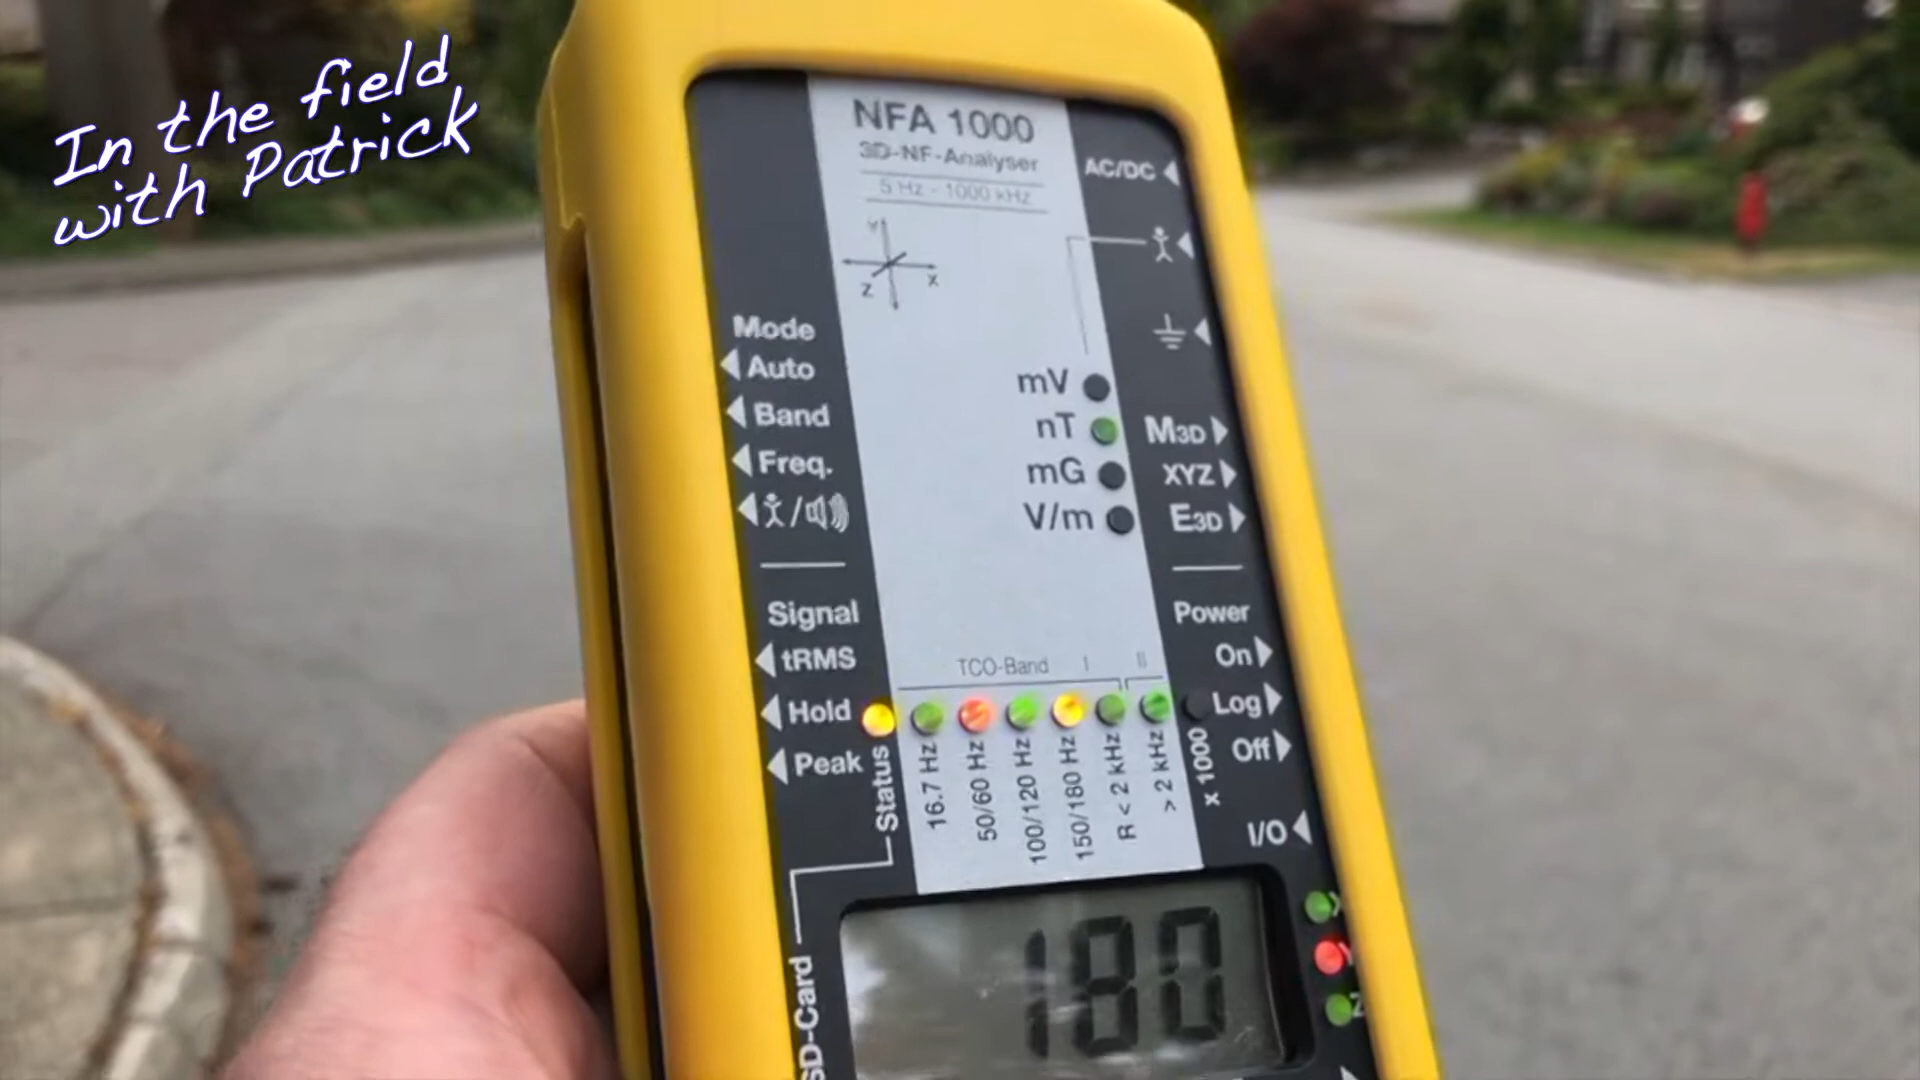 In the field
with Patrick
NFA 1000
3D-NF-Analyser
5 Hz - 1000 kHz
AC/DC
Y
X
Z
Mode
Auto
Band
Freq.
mV
nT
mG
V/m
M3D
XYZ
E3D
Signal
tRMS
Hold
Peak
Power
On
Log
Off
I/O
TCO-Band I II
Status
16.7 Hz
50/60 Hz
100/120 Hz
150/180 Hz
R < 2 kHz
> 2 kHz
x 1000
SD-Card
180
Z